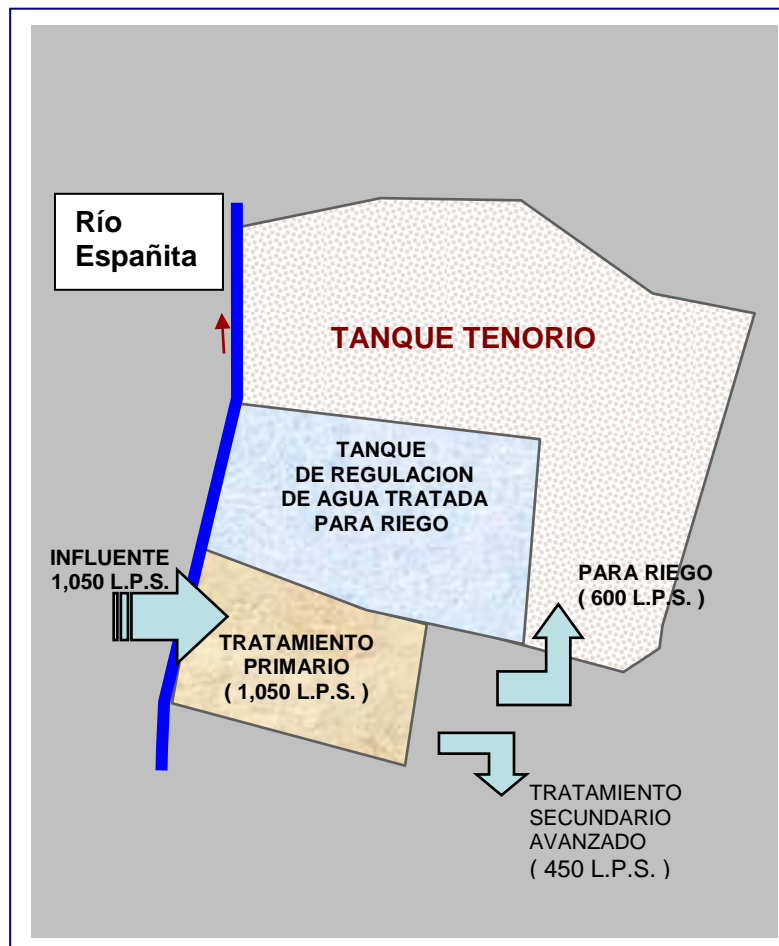 Río
Españita
TANQUE TENORIO
TANQUE
DE REGULACION
DE AGUA TRATADA
PARA RIEGO
INFLUENTE
1,050 L.P.S.
PARA RIEGO
( 600 L.P.S. )
TRATAMIENTO
PRIMARIO
( 1,050 L.P.S. )
TRATAMIENTO
SECUNDARIO
AVANZADO
( 450 L.P.S. )